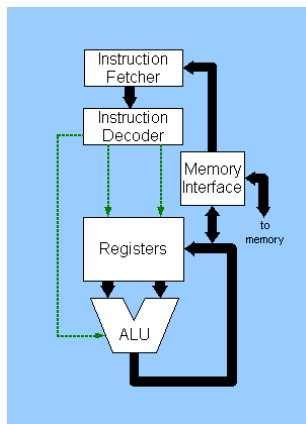 Instruction
Fetcher
Instruction
Decoder
Memory
Interface
to
memory
Registers
ALU